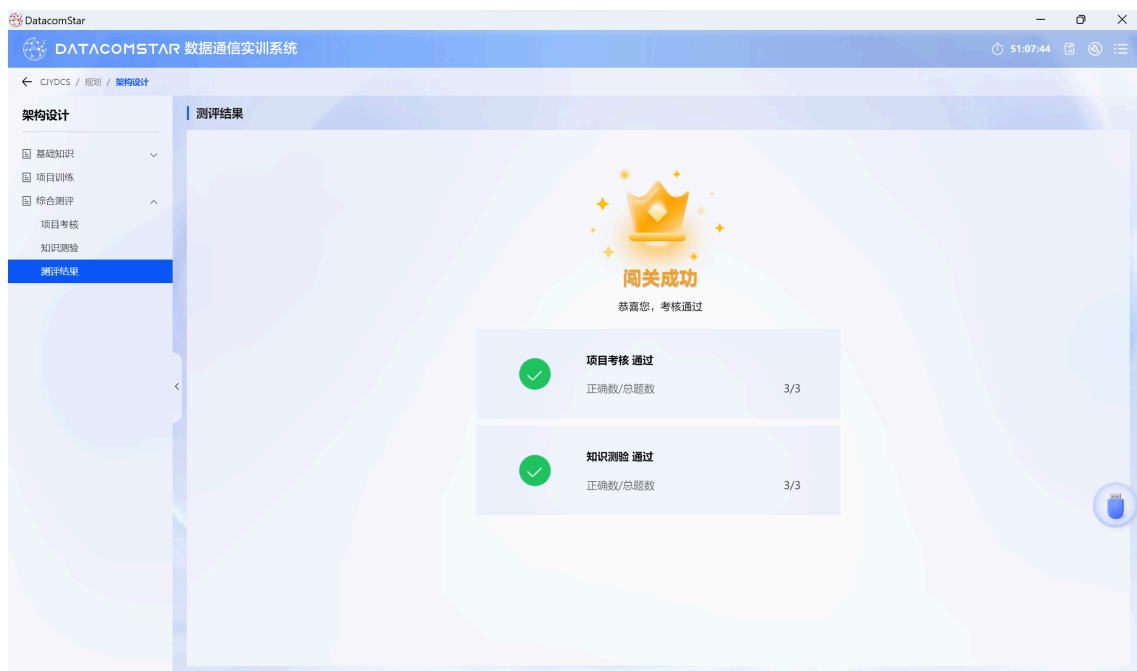 DatacomStar
DATACOMSTAR 数据通信实训系统
51:07:44
CJYDCS / 规划 / 架构设计
架构设计
基础知识
项目训练
综合测评
项目考核
知识测验
测评结果
测评结果
闯关成功
恭喜您，考核通过
项目考核 通过
正确数/总题数 3/3
知识测验 通过
正确数/总题数 3/3